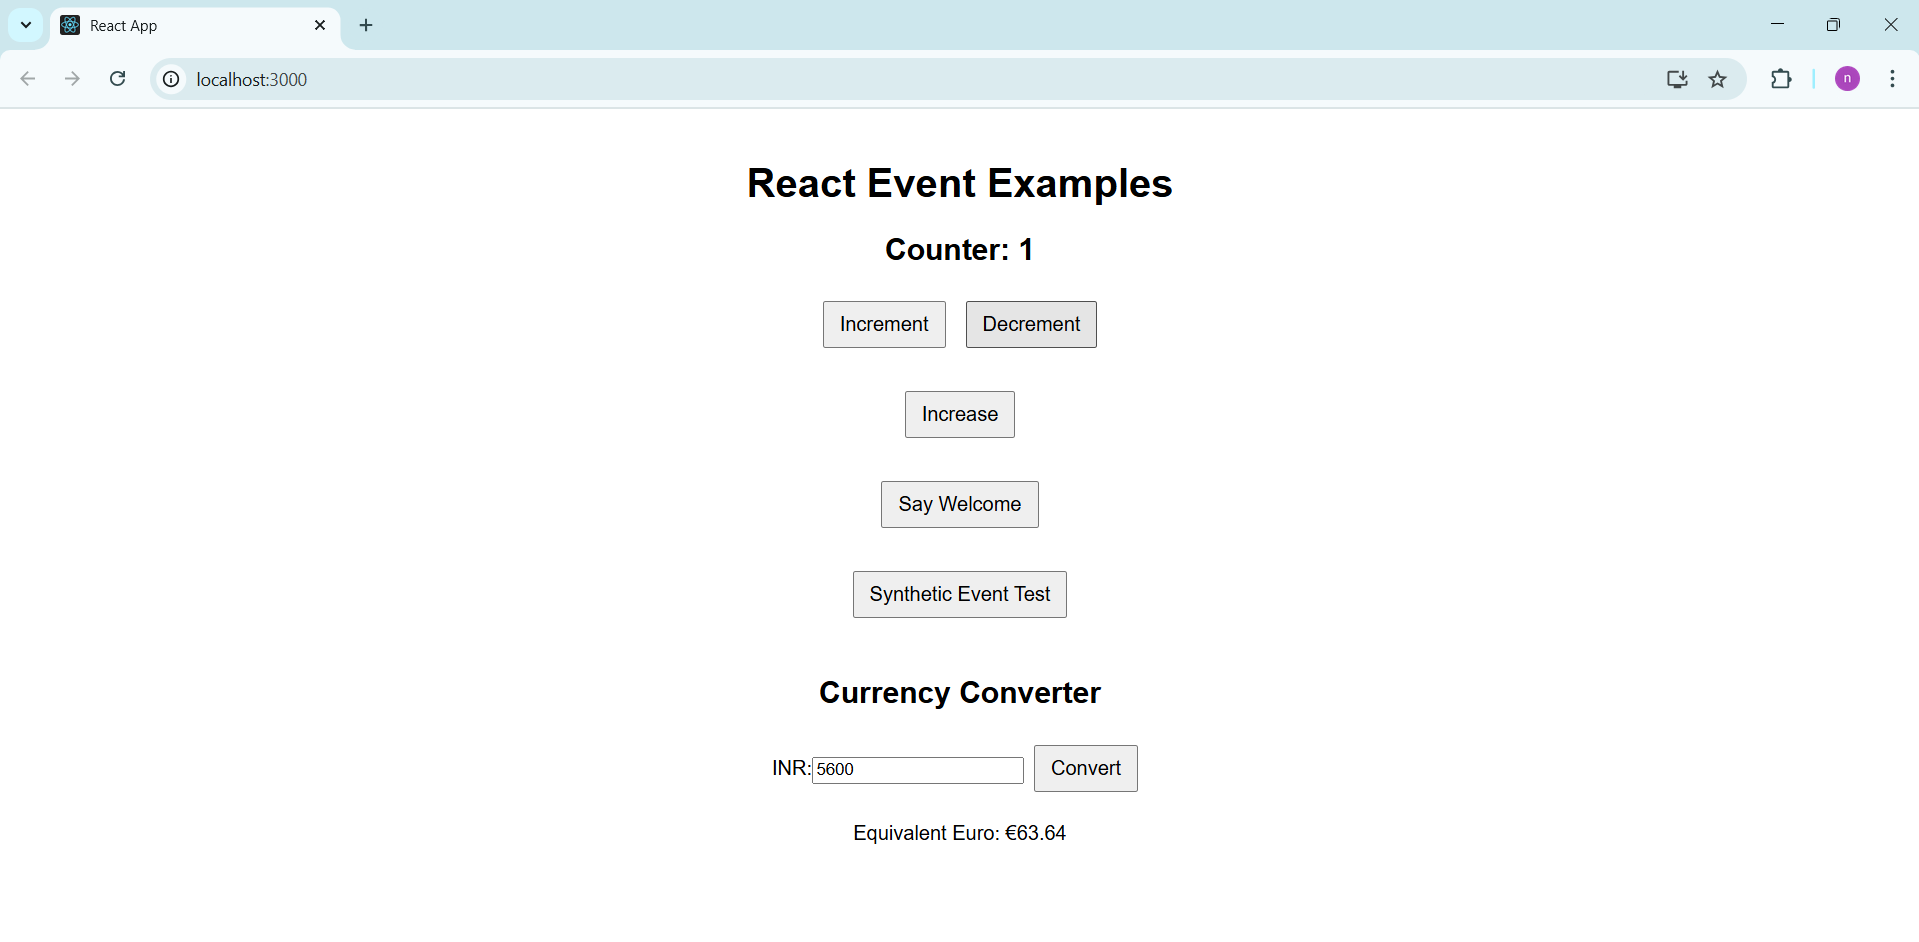 React App
localhost:3000
n
React Event Examples
Counter: 1
Increment Decrement
Increase
Say Welcome
Synthetic Event Test
Currency Converter
INR: 5600 Convert
Equivalent Euro: €63.64